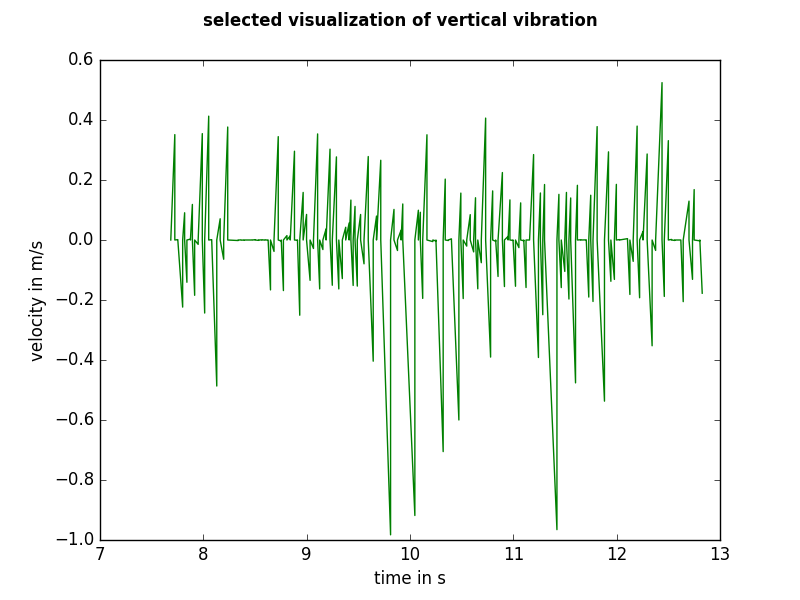 selected visualization of vertical vibration
0.6
0.4
0.2
0.0
−0.2
−0.4
−0.6
−0.8
−1.0
velocity in m/s
7 8 9 10 11 12 13
time in s